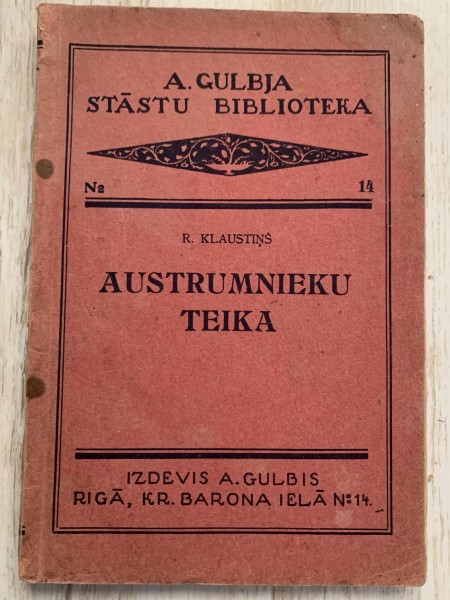 A. GULBJA
STĀSTU BIBLIOTEKA
№ 14
R. KLAUSTIŅŠ
AUSTRUMNIEKU
TEIKA
IZDEVIS A. GULBIS
RIGĀ, KR. BARONA IELĀ № 14.